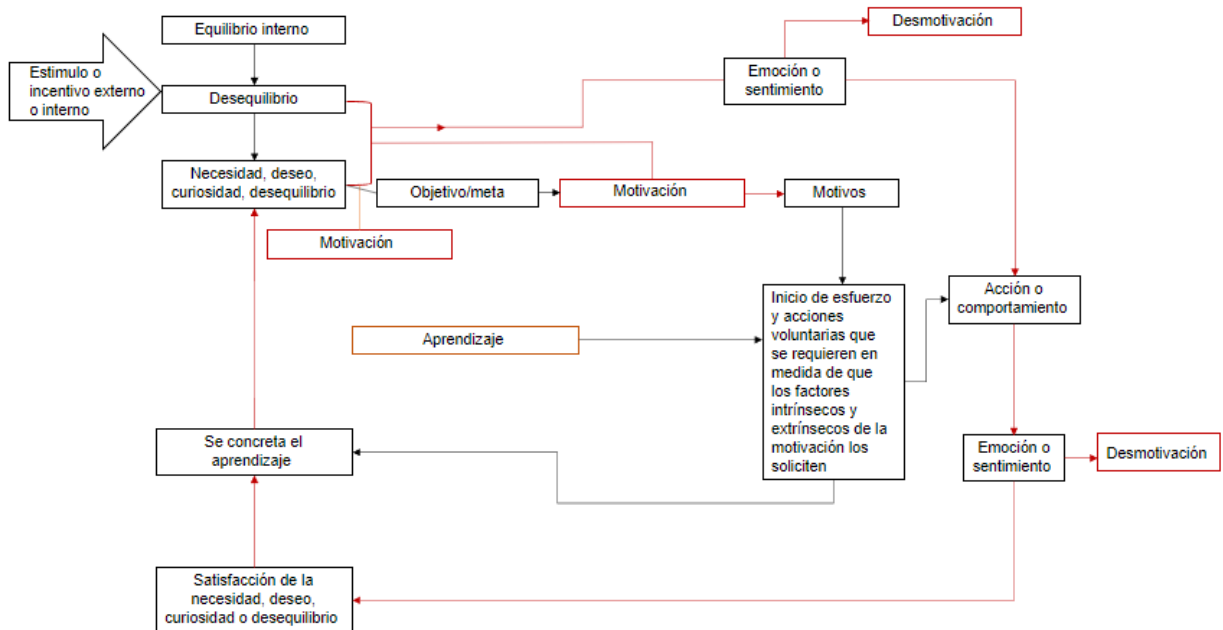 Equilibrio interno
Desmotivación
Estimulo o
incentivo externo
o interno
Emoción o
sentimiento
Desequilibrio
Necesidad, deseo,
curiosidad, desequilibrio
Objetivo/meta
Motivación
Motivos
Motivación
Inicio de esfuerzo
y acciones
voluntarias que
se requieren en
medida de que
los factores
intrínsecos y
extrínsecos de la
motivación los
soliciten
Acción o
comportamiento
Aprendizaje
Se concreta el
aprendizaje
Emoción o
sentimiento
Desmotivación
Satisfacción de la
necesidad, deseo,
curiosidad o desequilibrio